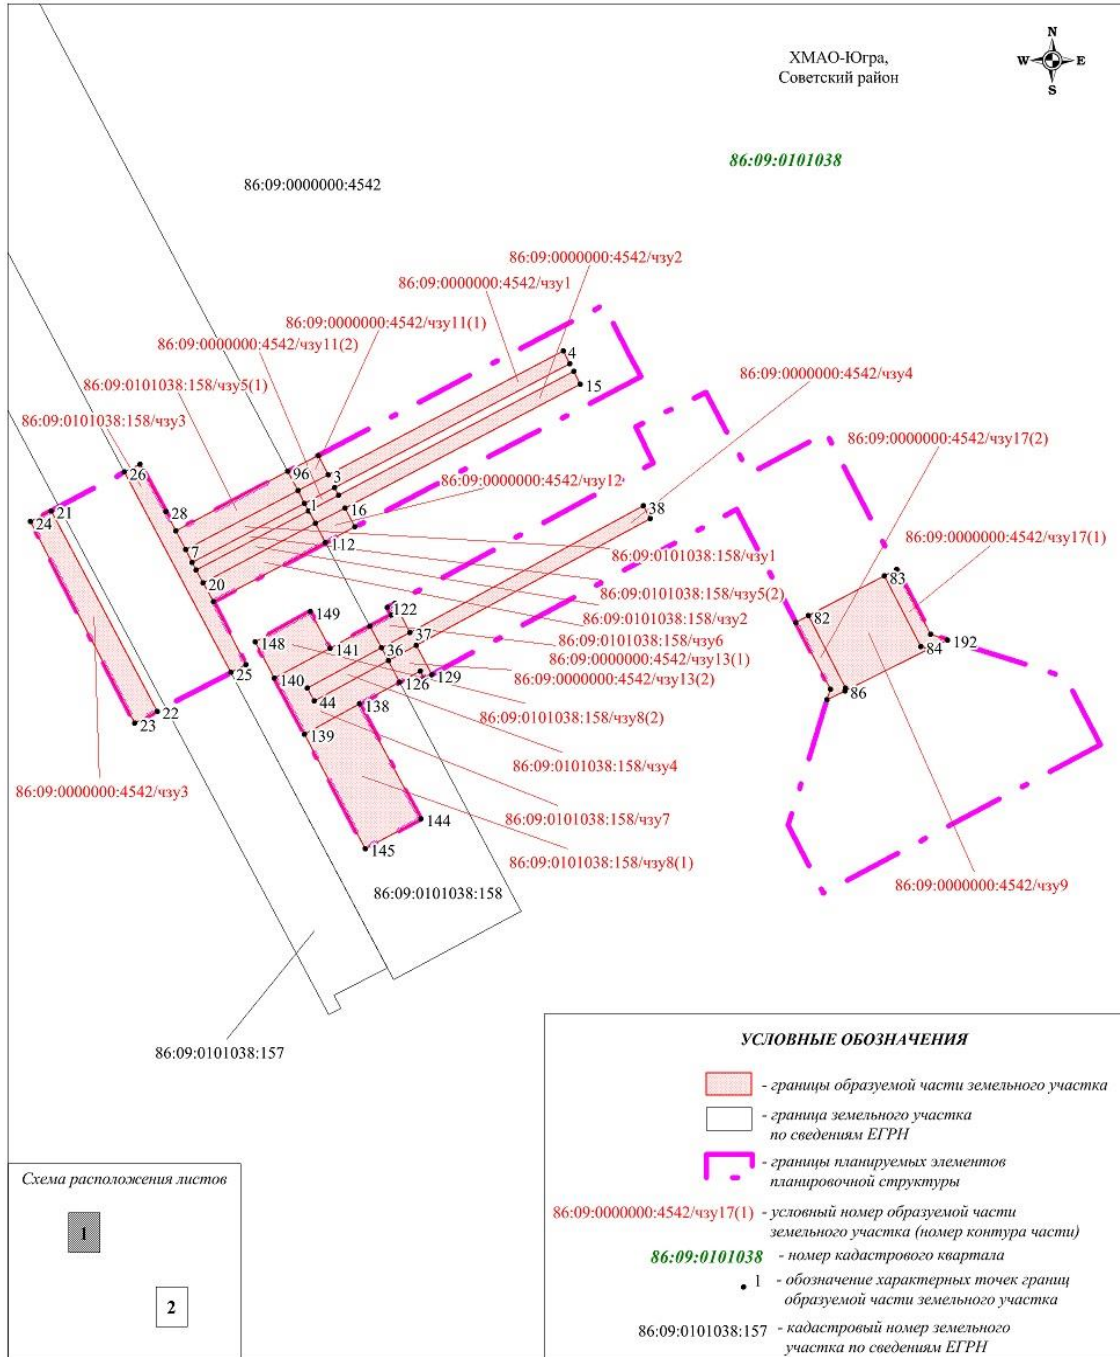 ХМАО-Югра,
Советский район
N
W
E
S
86:09:0101038
86:09:0000000:4542
86:09:0000000:4542/чзу2
86:09:0000000:4542/чзу1
86:09:0000000:4542/чзу11(1)
86:09:0000000:4542/чзу11(2)
86:09:0101038:158/чзу5(1)
86:09:0101038:158/чзу3
4
15
86:09:0000000:4542/чзу4
86:09:0000000:4542/чзу17(2)
26
96
3
86:09:0000000:4542/чзу12
21
24
28
1
16
38
86:09:0000000:4542/чзу17(1)
7
112
86:09:0101038:158/чзу1
83
20
86:09:0101038:158/чзу5(2)
122
149
82
86:09:0101038:158/чзу2
148
141
37
86:09:0101038:158/чзу6
36
86:09:0000000:4542/чзу13(1)
84
192
25
140
126
129
86:09:0000000:4542/чзу13(2)
44
86
22
23
138
86:09:0101038:158/чзу8(2)
139
86:09:0101038:158/чзу4
86:09:0000000:4542/чзу3
86:09:0101038:158/чзу7
144
145
86:09:0101038:158/чзу8(1)
86:09:0101038:158
86:09:0000000:4542/чзу9
86:09:0101038:157
УСЛОВНЫЕ ОБОЗНАЧЕНИЯ
- границы образуемой части земельного участка
- граница земельного участка
по сведениям ЕГРН
- границы планируемых элементов
планировочной структуры
86:09:0000000:4542/чзу17(1) - условный номер образуемой части
земельного участка (номер контура части)
86:09:0101038 - номер кадастрового квартала
1 - обозначение характерных точек границ
образуемой части земельного участка
86:09:0101038:157 - кадастровый номер земельного
участка по сведениям ЕГРН
Схема расположения листов
1
2